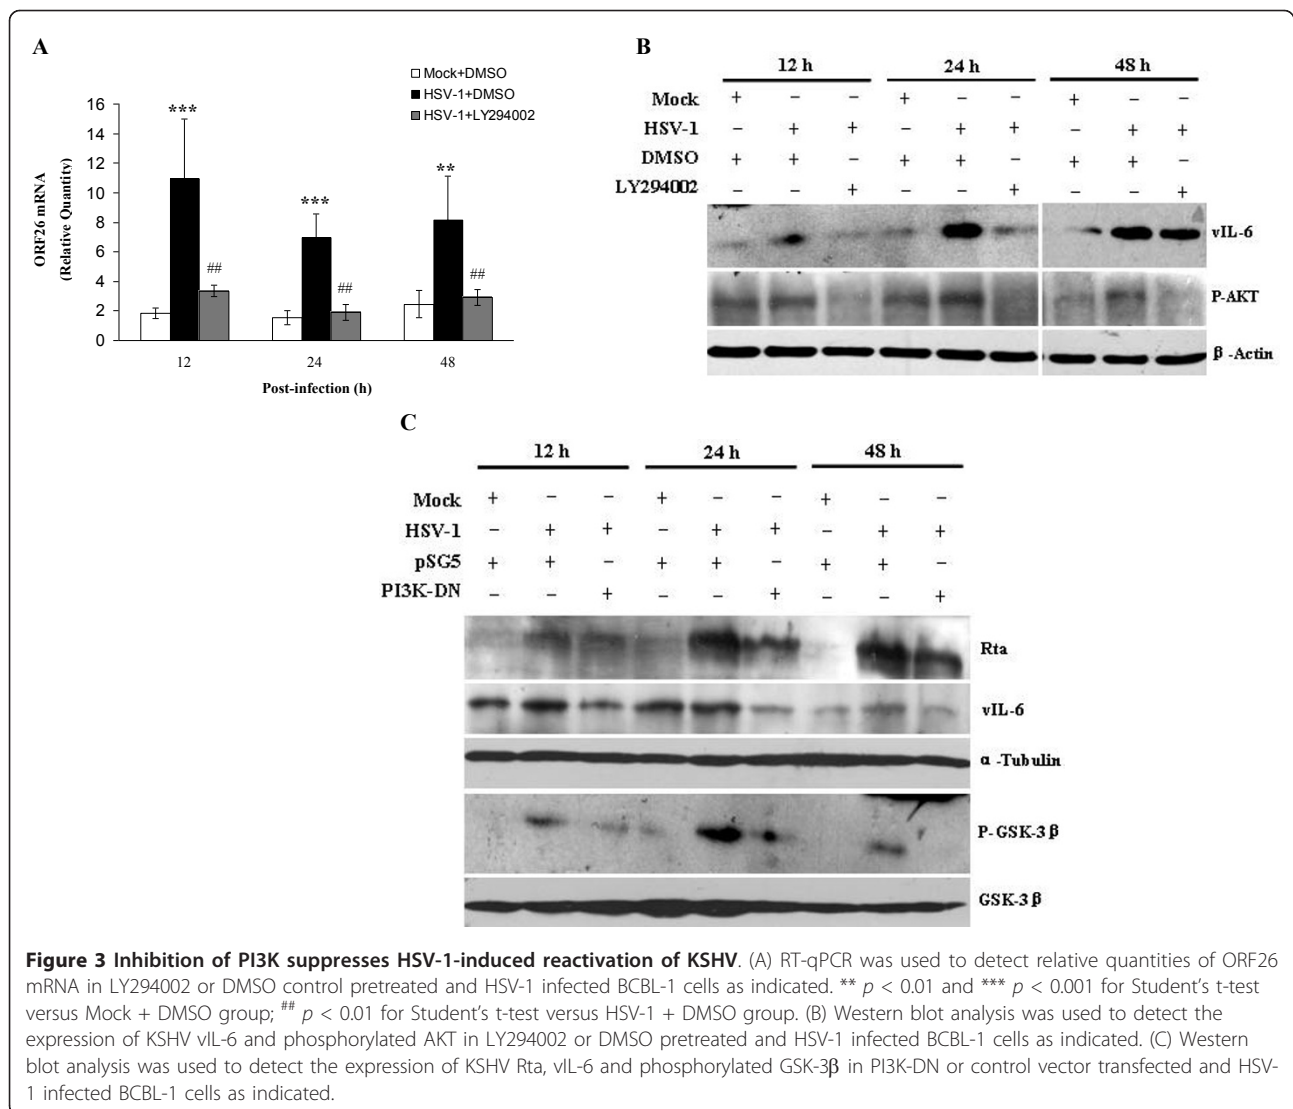 A
Mock+DMSO
HSV-1+DMSO
HSV-1+LY294002
ORF26 mRNA
(Relative Quantity)
16
14
12
10
8
6
4
2
0
***
##
***
##
**
##
12 24 48
Post-infection (h)
B
12 h 24 h 48 h
Mock + − − + − − + − −
HSV-1 − + + − + + − + +
DMSO + + − + + − + + −
LY294002 − − + − − + − − +
vIL-6
P-AKT
β-Actin
C
12 h 24 h 48 h
Mock + − − + − − + − −
HSV-1 − + + − + + − + +
pSG5 + + − + + − + + −
PI3K-DN − − + − − + − − +
Rta
vIL-6
α-Tubulin
P-GSK-3β
GSK-3β
Figure 3 Inhibition of PI3K suppresses HSV-1-induced reactivation of KSHV. (A) RT-qPCR was used to detect relative quantities of ORF26
mRNA in LY294002 or DMSO control pretreated and HSV-1 infected BCBL-1 cells as indicated. ** p < 0.01 and *** p < 0.001 for Student's t-test
versus Mock + DMSO group; ## p < 0.01 for Student's t-test versus HSV-1 + DMSO group. (B) Western blot analysis was used to detect the
expression of KSHV vIL-6 and phosphorylated AKT in LY294002 or DMSO pretreated and HSV-1 infected BCBL-1 cells as indicated. (C) Western
blot analysis was used to detect the expression of KSHV Rta, vIL-6 and phosphorylated GSK-3β in PI3K-DN or control vector transfected and HSV-
1 infected BCBL-1 cells as indicated.